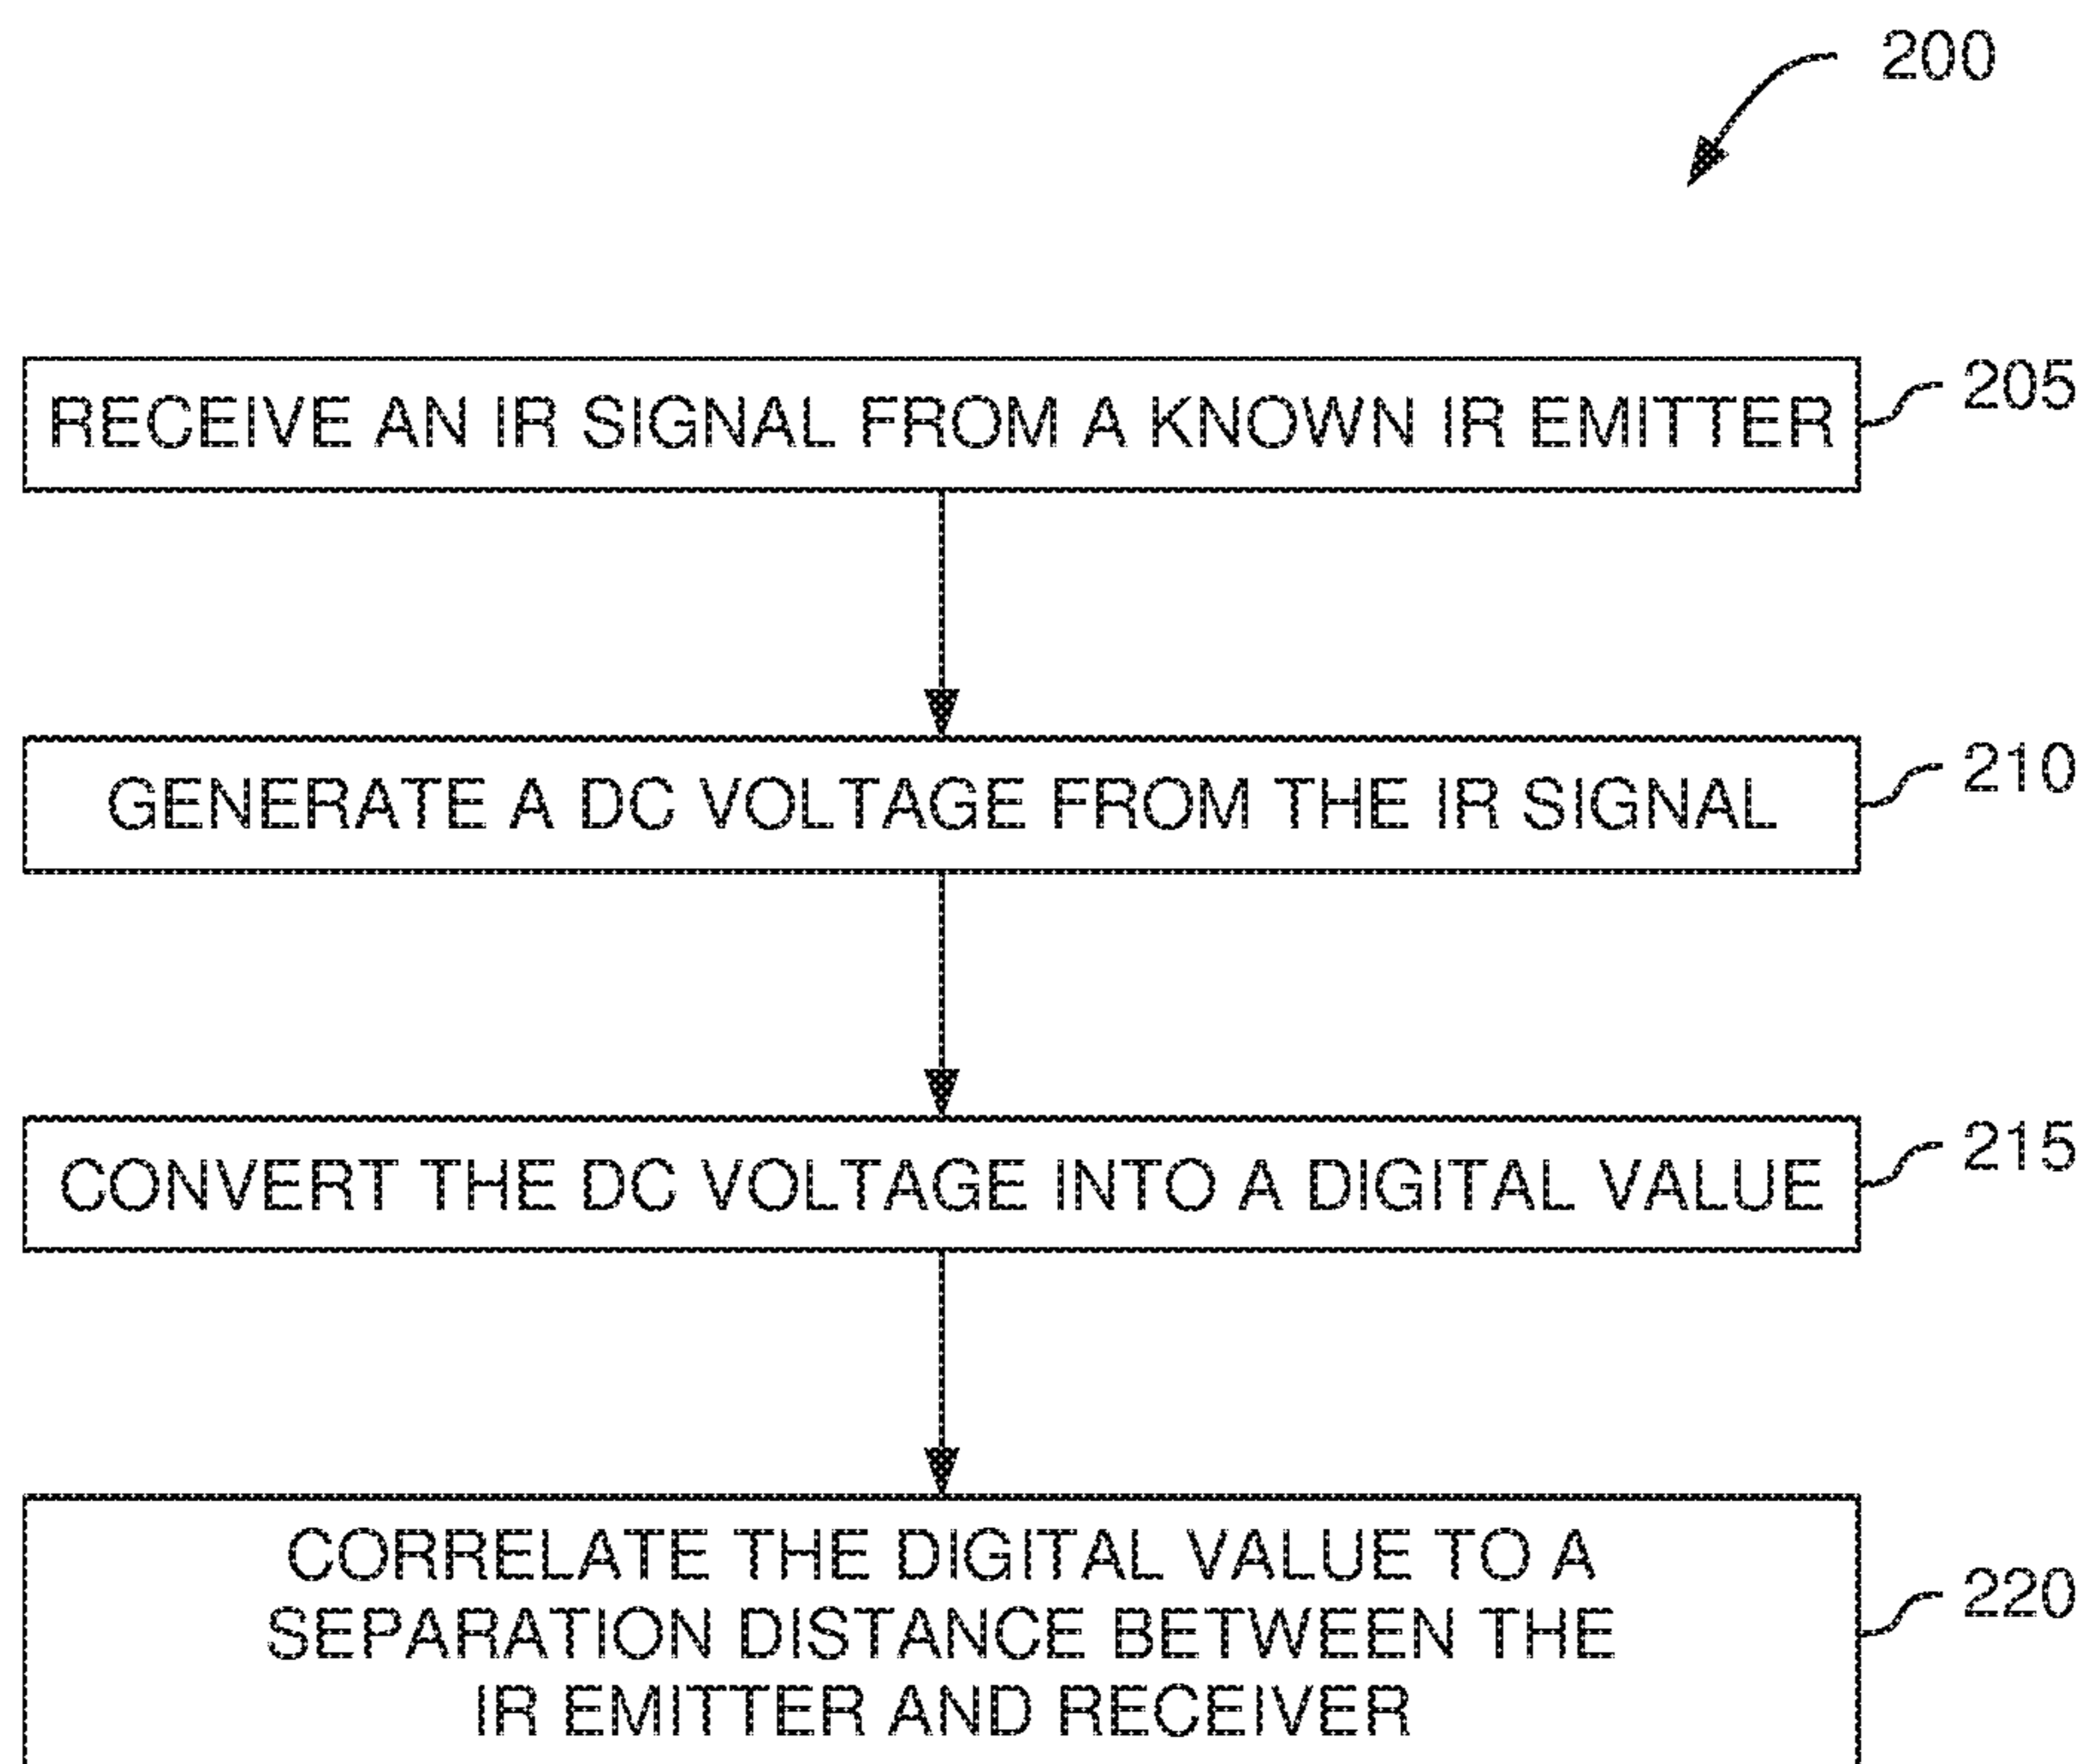 200
RECEIVE AN IR SIGNAL FROM A KNOWN IR EMITTER
205
GENERATE A DC VOLTAGE FROM THE IR SIGNAL
210
CONVERT THE DC VOLTAGE INTO A DIGITAL VALUE
215
CORRELATE THE DIGITAL VALUE TO A
SEPARATION DISTANCE BETWEEN THE
IR EMITTER AND RECEIVER
220